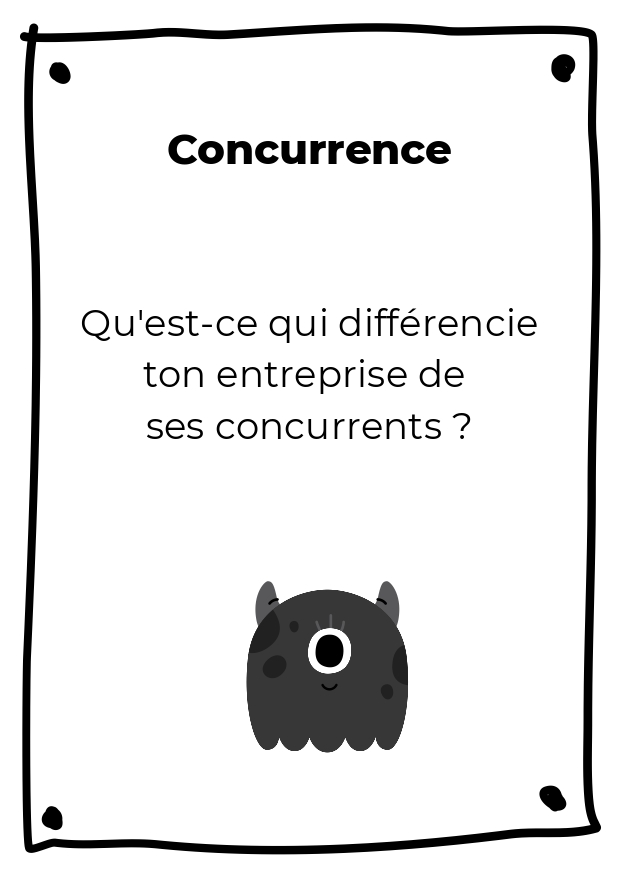 Concurrence
Qu'est-ce qui différencie
ton entreprise de
ses concurrents ?